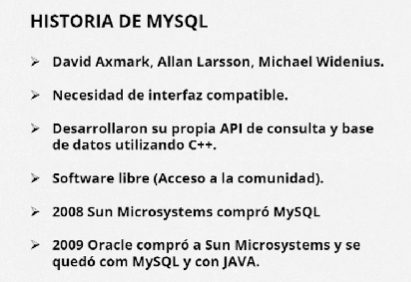 HISTORIA DE MYSQL
➢ David Axmark, Allan Larsson, Michael Widenius.
➢ Necesidad de interfaz compatible.
➢ Desarrollaron su propia API de consulta y base
de datos utilizando C++.
➢ Software libre (Acceso a la comunidad).
➢ 2008 Sun Microsystems compró MySQL
➢ 2009 Oracle compró a Sun Microsystems y se
quedó com MySQL y con JAVA.